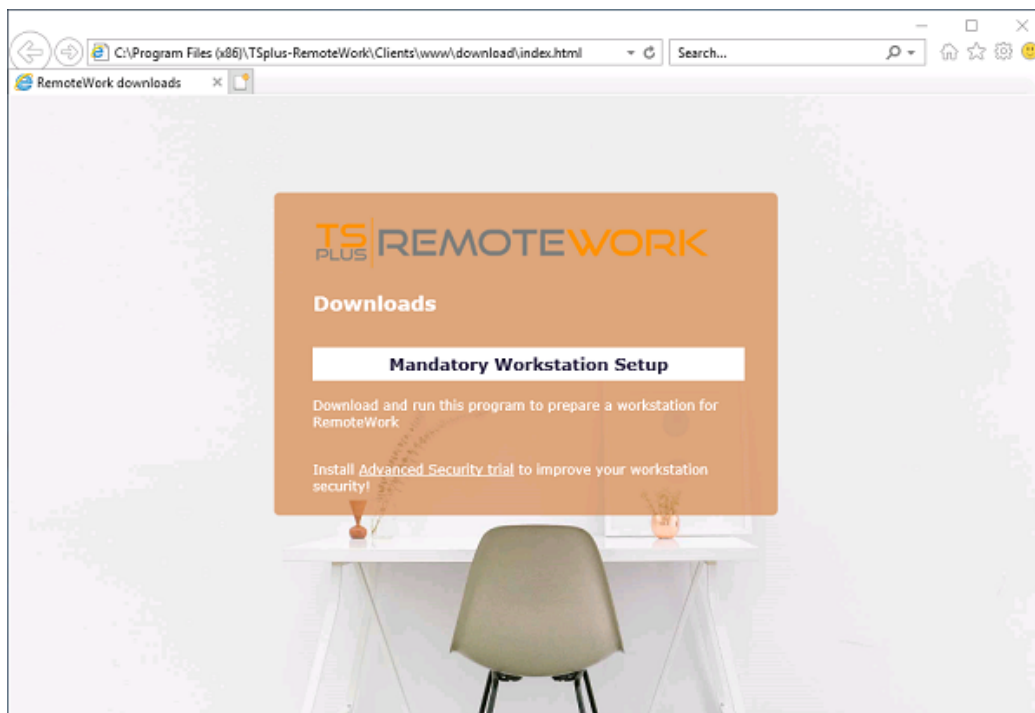 C:\Program Files (x86)\TSplus-RemoteWork\Clients\www\download\index.html
Search...
RemoteWork downloads
TS PLUS REMOTEWORK
Downloads
Mandatory Workstation Setup
Download and run this program to prepare a workstation for
RemoteWork
Install Advanced Security trial to improve your workstation
security!